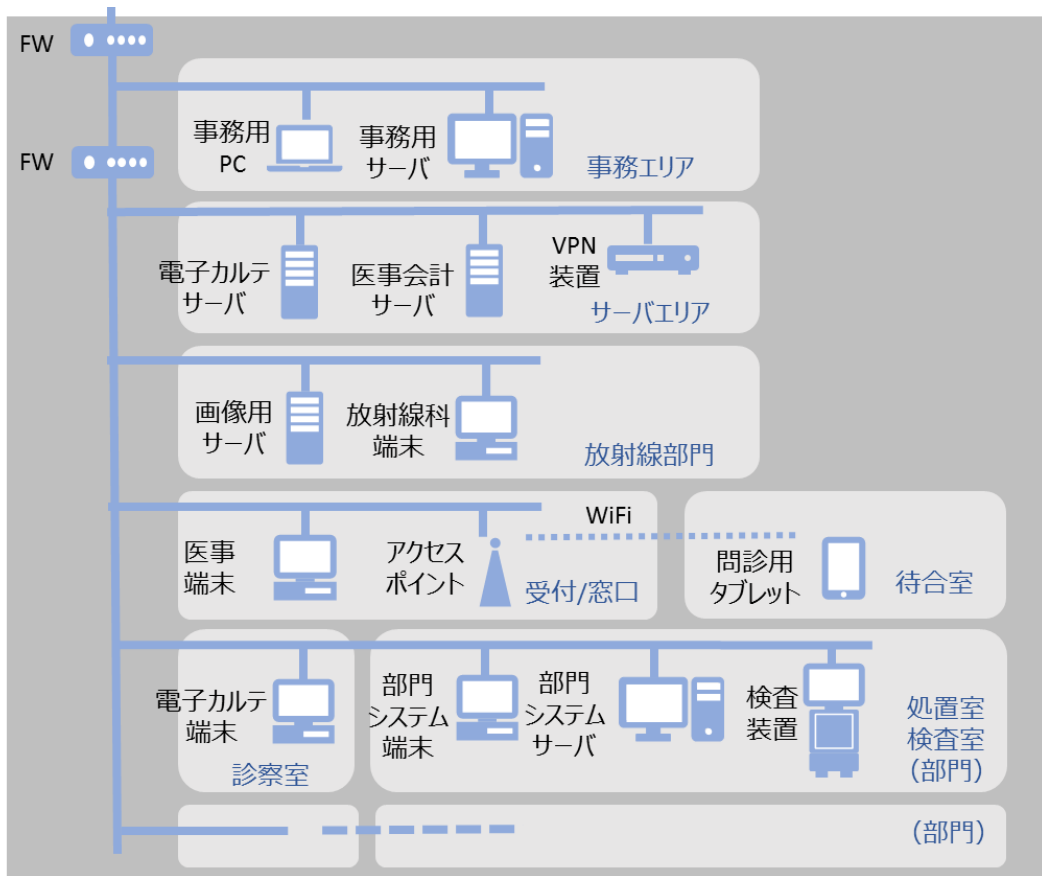 FW
事務用
PC
事務用
サーバ
事務エリア
FW
電子カルテ
サーバ
医事会計
サーバ
VPN
装置
サーバエリア
画像用
サーバ
放射線科
端末
放射線部門
WiFi
医事
端末
アクセス
ポイント
受付/窓口
問診用
タブレット
待合室
電子カルテ
端末
診察室
部門
システム
端末
部門
システム
サーバ
検査
装置
処置室
検査室
(部門)
(部門)